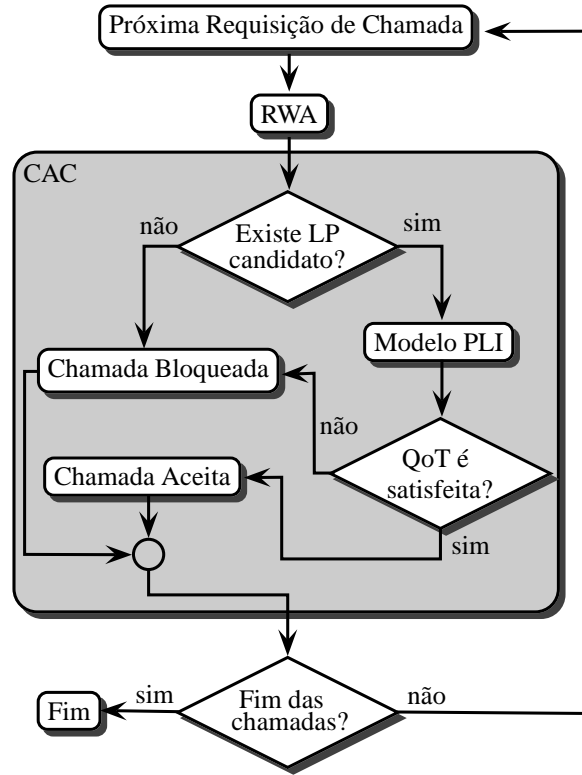 Próxima Requisição de Chamada
RWA
CAC
não
sim
Existe LP
candidato?
Modelo PLI
Chamada Bloqueada
não
QoT é
satisfeita?
Chamada Aceita
sim
sim
Fim das
chamadas?
não
Fim